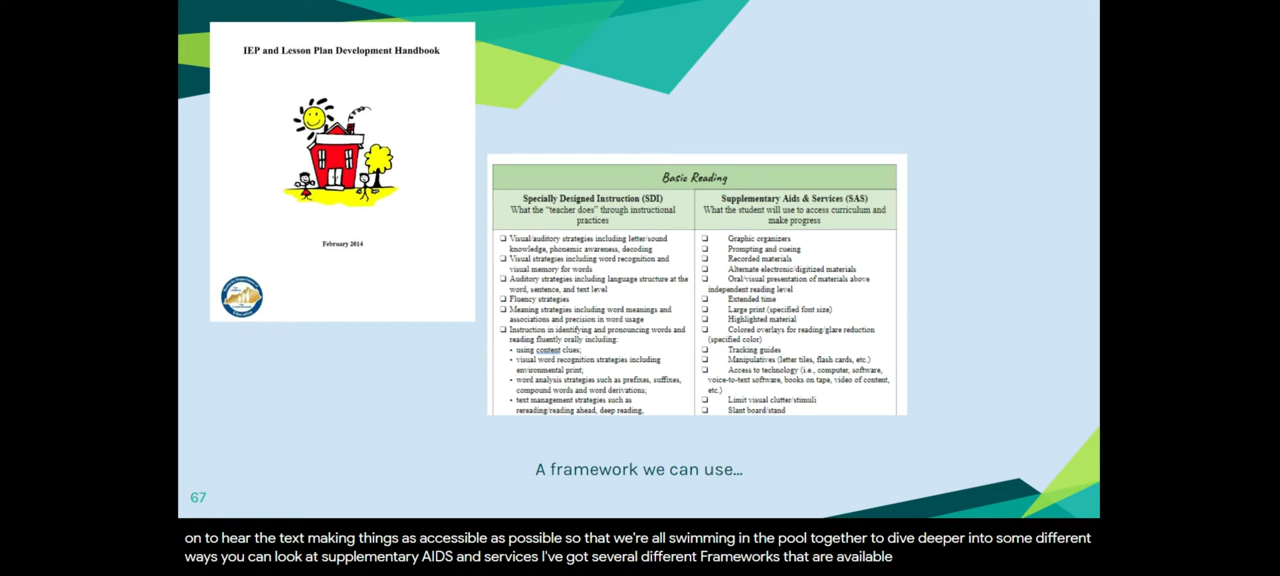 IEP and Lesson Plan Development Handbook
February 2014
Basic Reading
Specially Designed Instruction (SDI)
What the “teacher does” through instructional
practices
Supplementary Aids & Services (SAS)
What the student will use to access curriculum and
make progress
❑ Visual/auditory strategies including letter/sound
knowledge, phonemic awareness, decoding
❑ Visual strategies including word recognition and
visual memory for words
❑ Auditory strategies including language structure at the
word, sentence, and text level
❑ Fluency strategies
❑ Meaning strategies including word meanings and
associations and precision in word usage
❑ Instruction in identifying and pronouncing words and
reading fluently orally including:
• using content clues;
• visual word recognition strategies including
environmental print;
• word analysis strategies such as prefixes, suffixes,
compound words and word derivations;
• text management strategies such as
rereading/reading ahead, deep reading,
❑ Graphic organizers
❑ Prompting and cueing
❑ Recorded materials
❑ Alternate electronic/digitized materials
❑ Oral/visual presentation of materials above
independent reading level
❑ Extended time
❑ Large print (specified font size)
❑ Highlighted material
❑ Colored overlays for reading/glare reduction
(specified color)
❑ Tracking guides
❑ Manipulatives (letter tiles, flash cards, etc.)
❑ Access to technology (i.e., computer, software,
voice-to-text software, books on tape, video of content,
etc.)
❑ Limit visual clutter/stimuli
❑ Slant board/stand
A framework we can use...
67
on to hear the text making things as accessible as possible so that we're all swimming in the pool together to dive deeper into some different
ways you can look at supplementary AIDS and services I've got several different Frameworks that are available